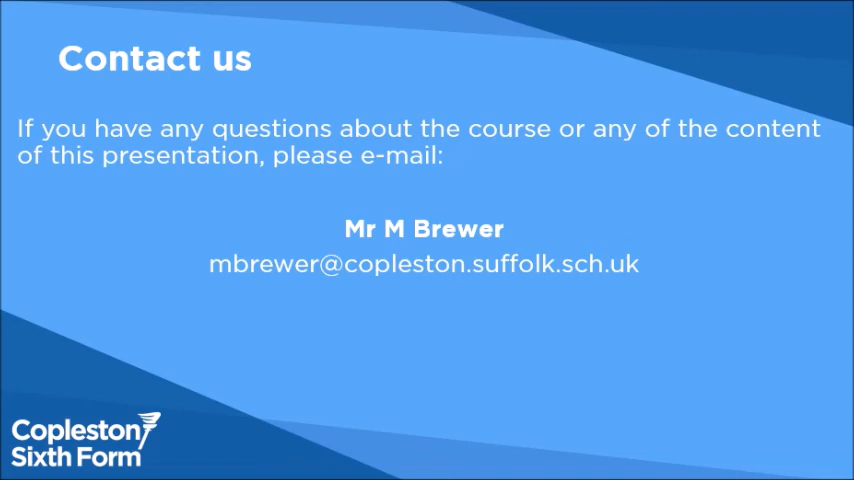 Contact us
If you have any questions about the course or any of the content
of this presentation, please e-mail:
Mr M Brewer
mbrewer@copleston.suffolk.sch.uk
Copleston
Sixth Form